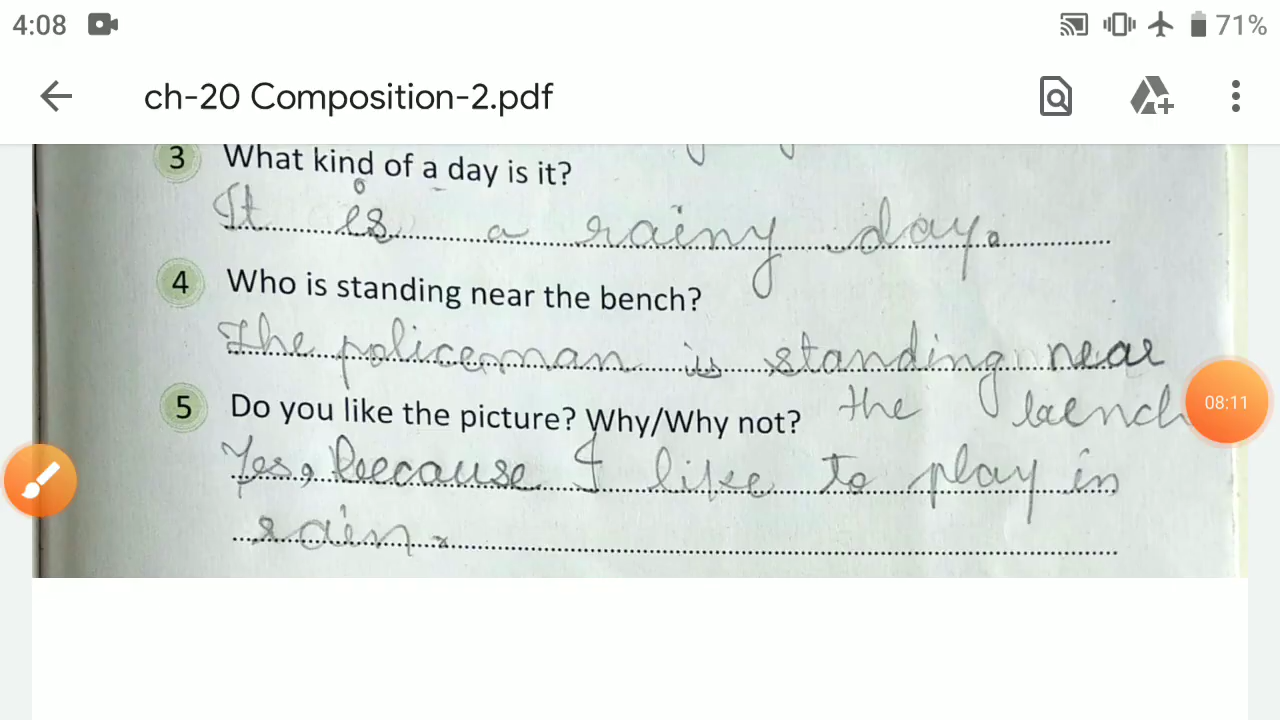 4:08 71%
ch-20 Composition-2.pdf
3 What kind of a day is it?
It is a rainy day.
4 Who is standing near the bench?
The policeman is standing near
the bench
5 Do you like the picture? Why/Why not?
Yes, Because I like to play in
rain.
08:11